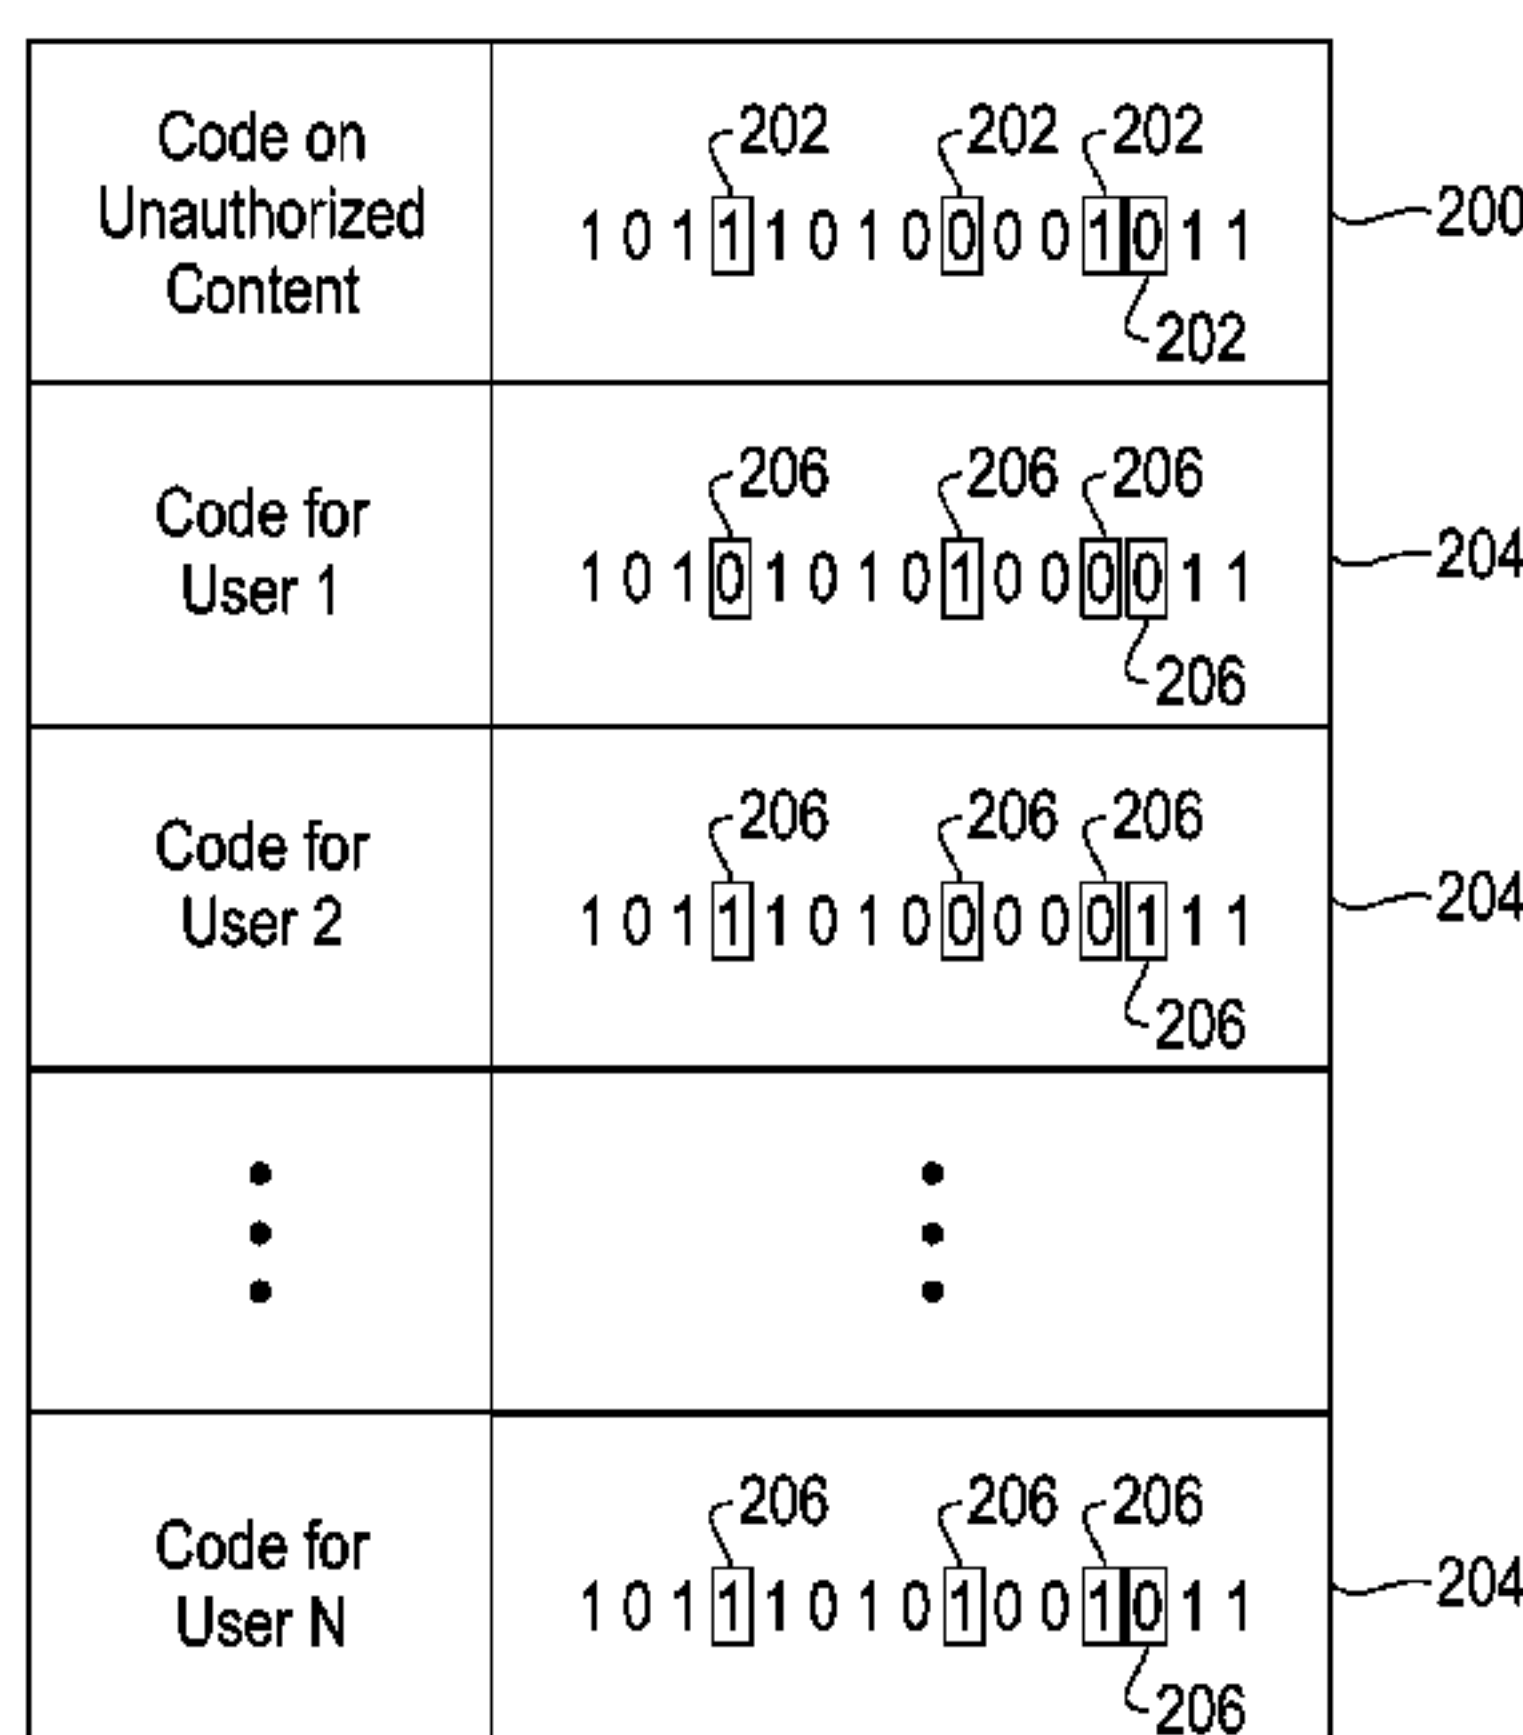 Code on
Unauthorized
Content
202 202 202
1 0 1 1 1 0 1 0 0 0 0 1 0 1 1
202
200
Code for
User 1
206 206 206
1 0 1 0 1 0 1 0 1 0 0 0 0 1 1
206
204
Code for
User 2
206 206 206
1 0 1 1 1 0 1 0 0 0 0 0 1 1 1
206
204
Code for
User N
206 206 206
1 0 1 1 1 0 1 0 1 0 0 1 0 1 1
206
204